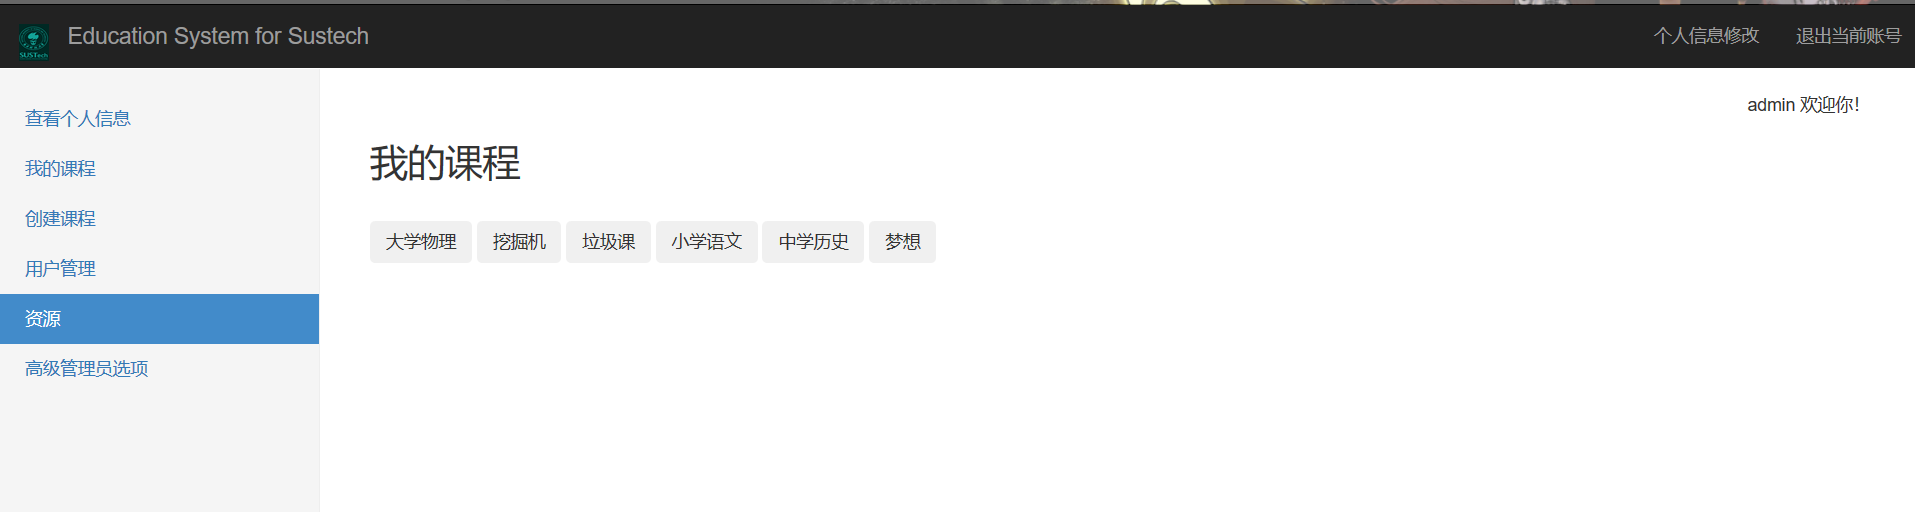 SUSTech
Education System for Sustech
个人信息修改
退出当前账号
查看个人信息
我的课程
创建课程
用户管理
资源
高级管理员选项
admin 欢迎你!
我的课程
大学物理 挖掘机 垃圾课 小学语文 中学历史 梦想